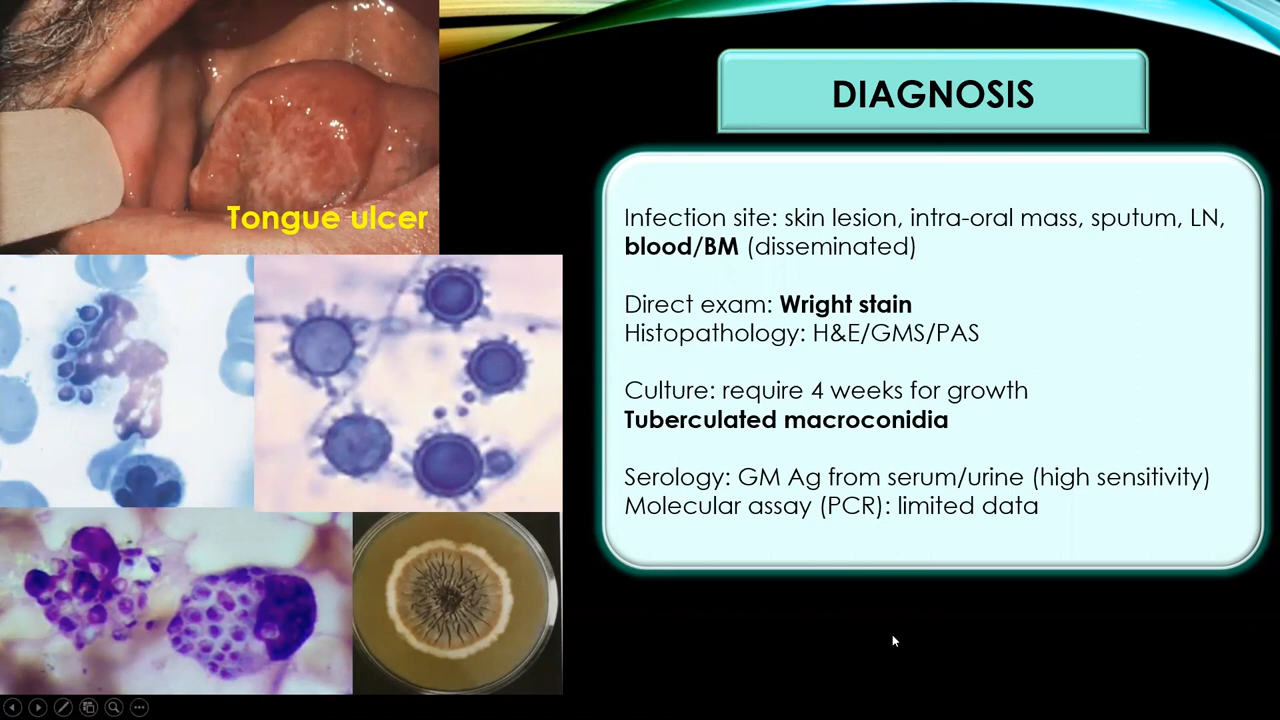 Tongue ulcer
DIAGNOSIS
Infection site: skin lesion, intra-oral mass, sputum, LN,
blood/BM (disseminated)
Direct exam: Wright stain
Histopathology: H&E/GMS/PAS
Culture: require 4 weeks for growth
Tuberculated macroconidia
Serology: GM Ag from serum/urine (high sensitivity)
Molecular assay (PCR): limited data